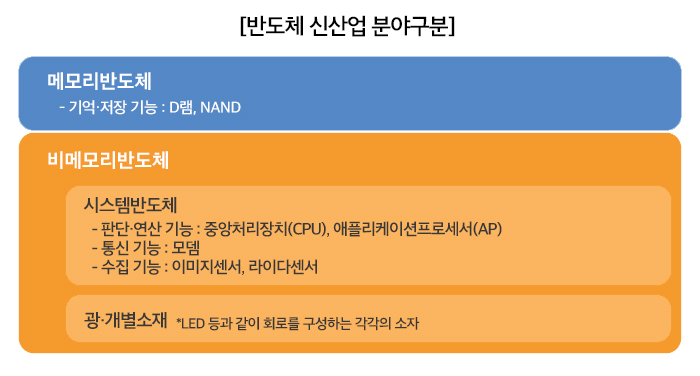 [반도체 신산업 분야구분]
메모리반도체
- 기억·저장 기능 : D램, NAND
비메모리반도체
시스템반도체
- 판단·연산 기능 : 중앙처리장치(CPU), 애플리케이션프로세서(AP)
- 통신 기능 : 모뎀
- 수집 기능 : 이미지센서, 라이다센서
광·개별소재 *LED 등과 같이 회로를 구성하는 각각의 소자